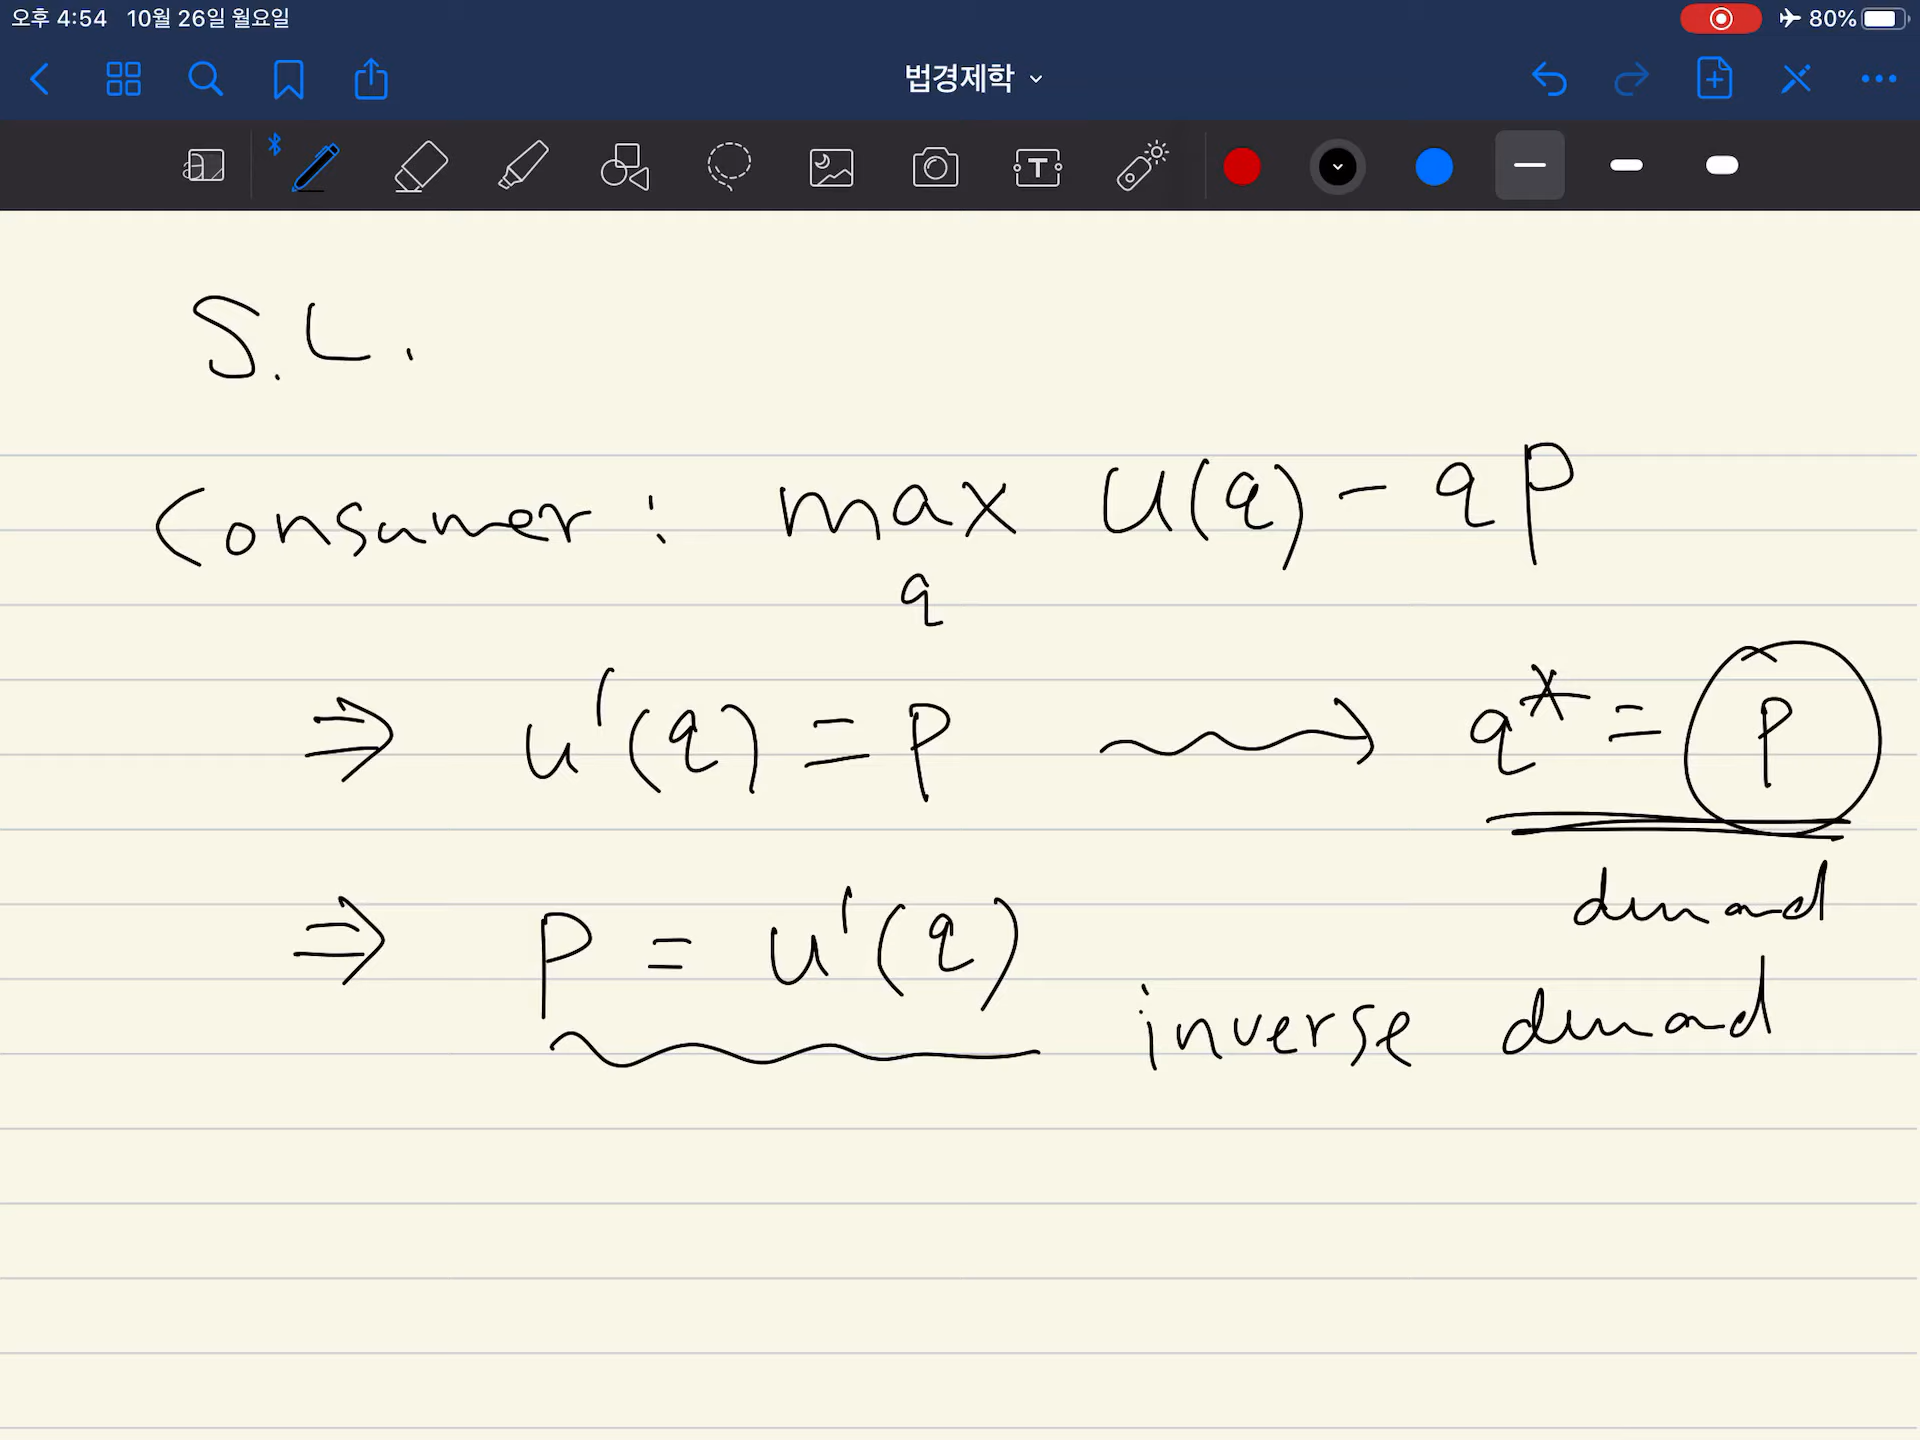 오후 4:54 10월 26일 월요일 80%
법경제학
T
S.L.
Consumer: max u(q) - qp
q
⇒ u'(q) = p ⟿ q* = p
demand
⇒ p = u'(q)
inverse demand